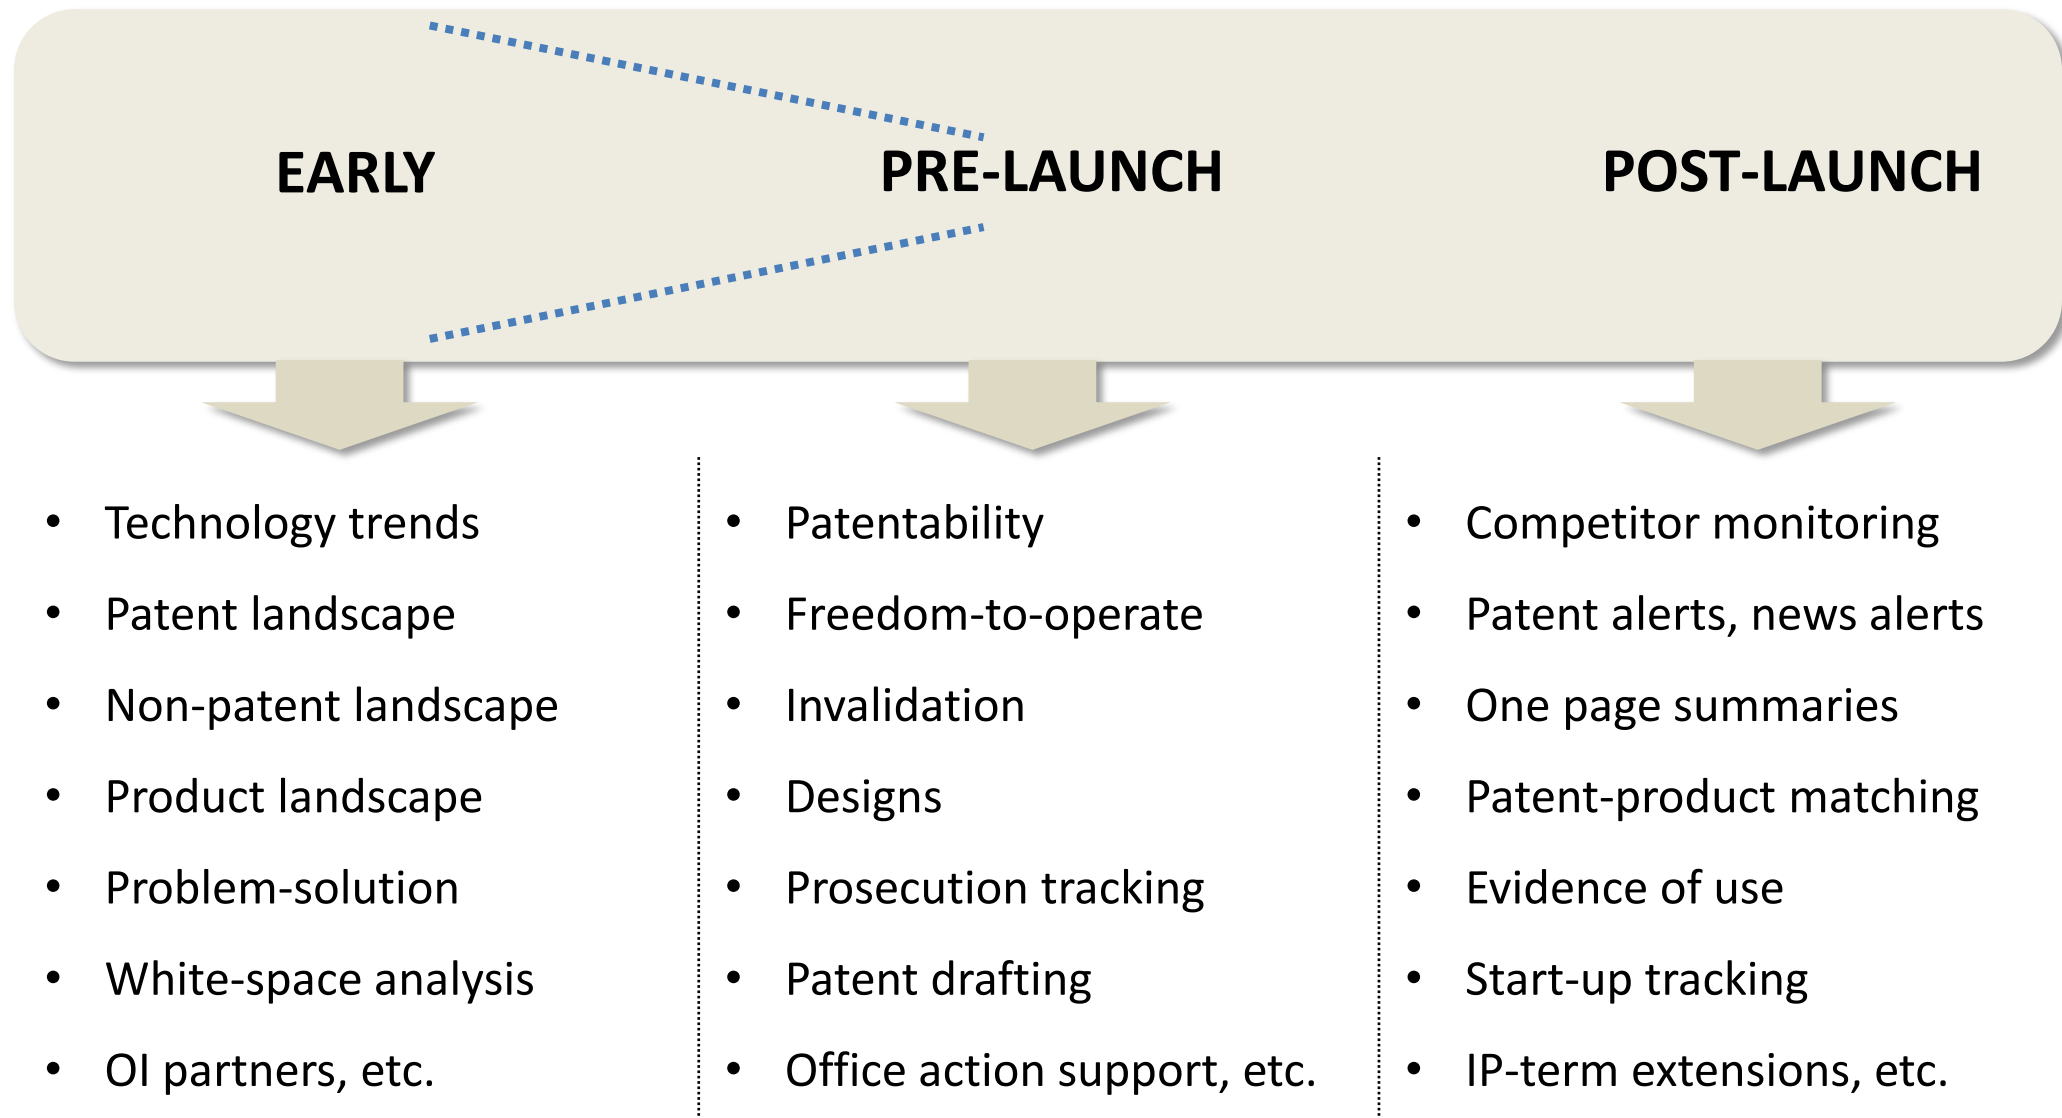 EARLY
PRE-LAUNCH
POST-LAUNCH
• Technology trends
• Patent landscape
• Non-patent landscape
• Product landscape
• Problem-solution
• White-space analysis
• OI partners, etc.
• Patentability
• Freedom-to-operate
• Invalidation
• Designs
• Prosecution tracking
• Patent drafting
• Office action support, etc.
• Competitor monitoring
• Patent alerts, news alerts
• One page summaries
• Patent-product matching
• Evidence of use
• Start-up tracking
• IP-term extensions, etc.